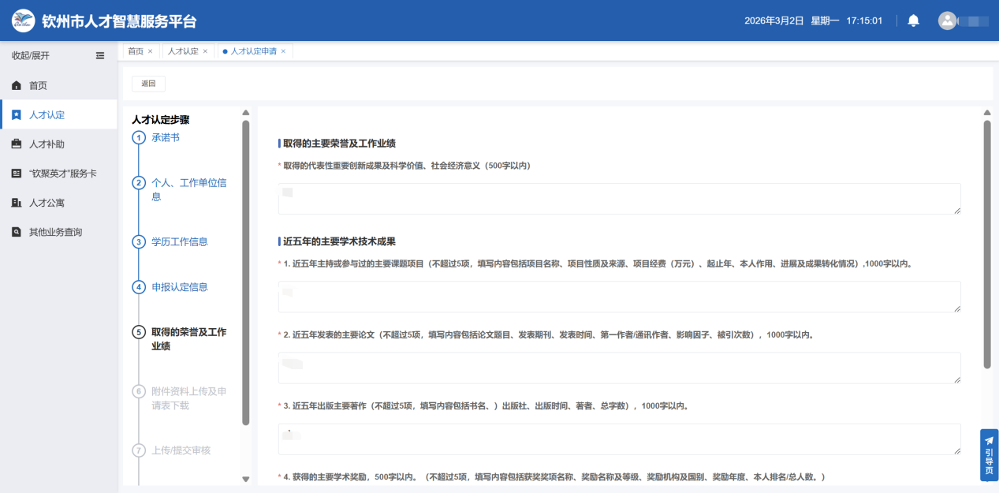 钦州市人才智慧服务平台
2026年3月2日 星期一 17:15:01
收起/展开
首页 × 人才认定 × 人才认定申请 ×
首页
人才认定
人才补助
“钦聚英才”服务卡
人才公寓
其他业务查询
返回
人才认定步骤
1 承诺书
2 个人、工作单位信
息
3 学历工作信息
4 申报认定信息
5 取得的荣誉及工作
业绩
6 附件资料上传及申
请表下载
7 上传/提交审核
取得的主要荣誉及工作业绩
* 取得的代表性重要创新成果及科学价值、社会经济意义（500字以内）
近五年的主要学术技术成果
* 1. 近五年主持或参与过的主要课题项目（不超过5项，填写内容包括项目名称、项目性质及来源、项目经费（万元）、起止年、本人作用、进展及成果转化情况）,1000字以内。
* 2. 近五年发表的主要论文（不超过5项，填写内容包括论文题目、发表期刊、发表时间、第一作者/通讯作者、影响因子、被引次数），1000字以内。
* 3. 近五年出版主要著作（不超过5项，填写内容包括书名、）出版社、出版时间、著者、总字数），1000字以内。
* 4. 获得的主要学术奖励，500字以内。（不超过5项，填写内容包括获奖奖项名称、奖励名称及等级、奖励机构及国别、奖励年度、本人排名/总人数。）
引导页